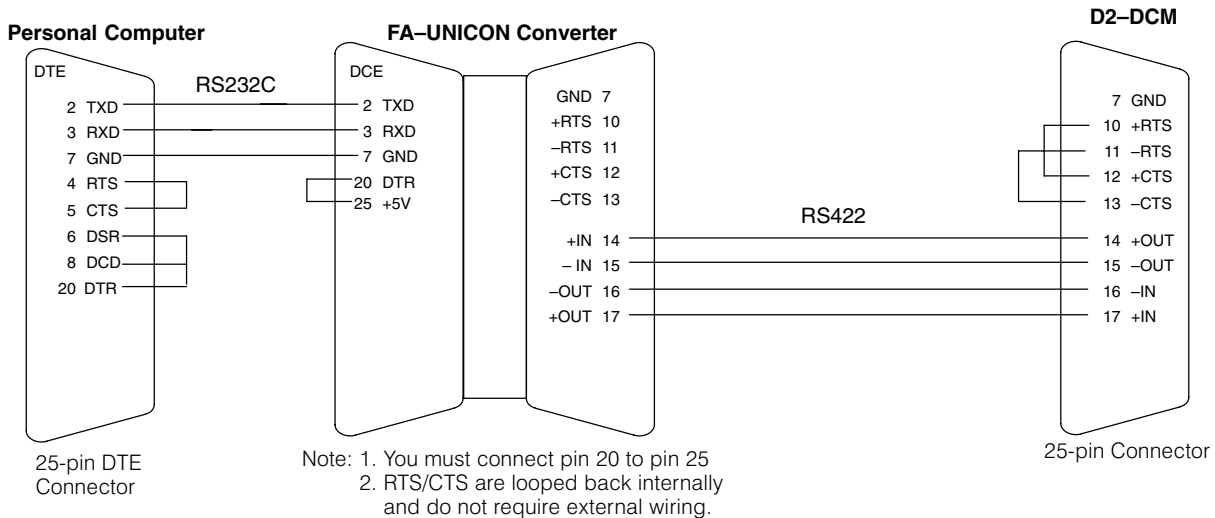 Personal Computer
DTE
2 TXD
3 RXD
7 GND
4 RTS
5 CTS
6 DSR
8 DCD
20 DTR
25-pin DTE
Connector
RS232C
FA–UNICON Converter
DCE
2 TXD
3 RXD
7 GND
20 DTR
25 +5V
GND 7
+RTS 10
–RTS 11
+CTS 12
–CTS 13
+IN 14
– IN 15
–OUT 16
+OUT 17
Note: 1. You must connect pin 20 to pin 25
2. RTS/CTS are looped back internally
and do not require external wiring.
RS422
D2–DCM
7 GND
10 +RTS
11 –RTS
12 +CTS
13 –CTS
14 +OUT
15 –OUT
16 –IN
17 +IN
25-pin Connector